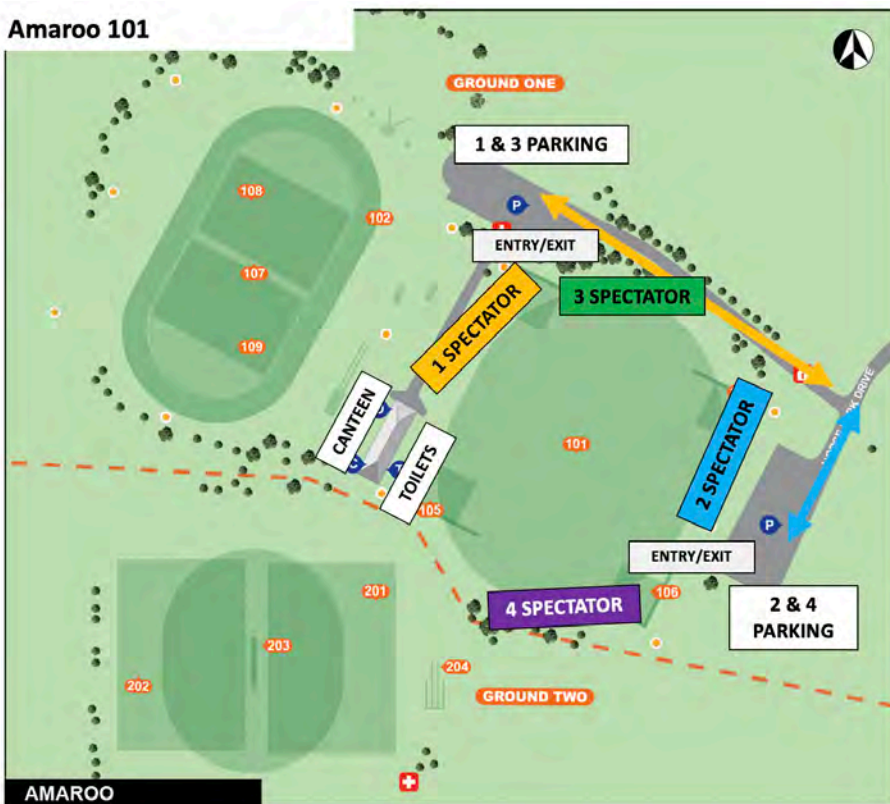 Amaroo 101
GROUND ONE
1 & 3 PARKING
108
P
102
ENTRY/EXIT
107
3 SPECTATOR
1 SPECTATOR
109
DRIVE
CANTEEN
2 SPECTATOR
101
TOILETS
105
P
ENTRY/EXIT
201
106
4 SPECTATOR
2 & 4
PARKING
203
204
202
GROUND TWO
AMAROO